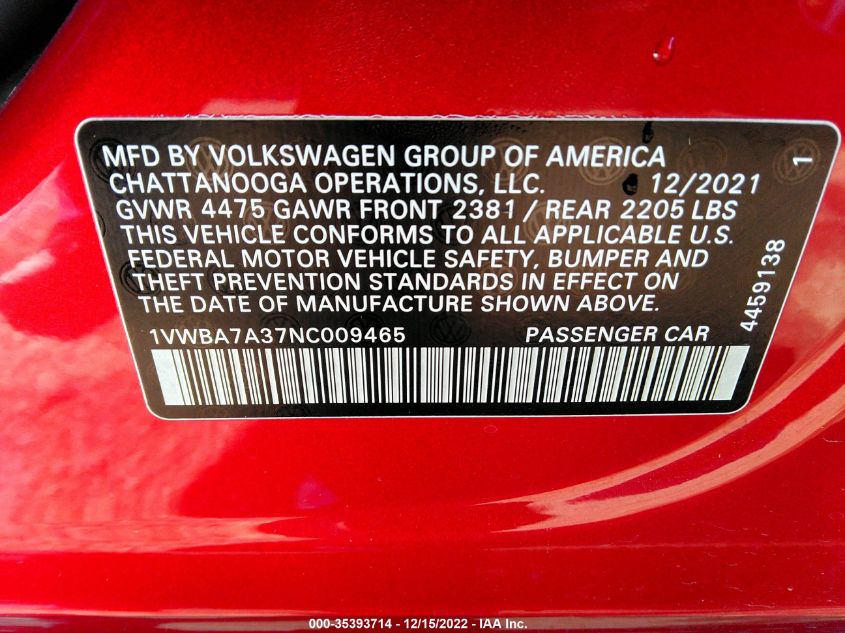 MFD BY VOLKSWAGEN GROUP OF AMERICA 1
CHATTANOOGA OPERATIONS, LLC. 12/2021
GVWR 4475 GAWR FRONT 2381 / REAR 2205 LBS
THIS VEHICLE CONFORMS TO ALL APPLICABLE U.S.
FEDERAL MOTOR VEHICLE SAFETY, BUMPER AND
THEFT PREVENTION STANDARDS IN EFFECT ON
THE DATE OF MANUFACTURE SHOWN ABOVE.
4459138
1VWBA7A37NC009465 PASSENGER CAR
000-35393714 - 12/15/2022 - IAA Inc.